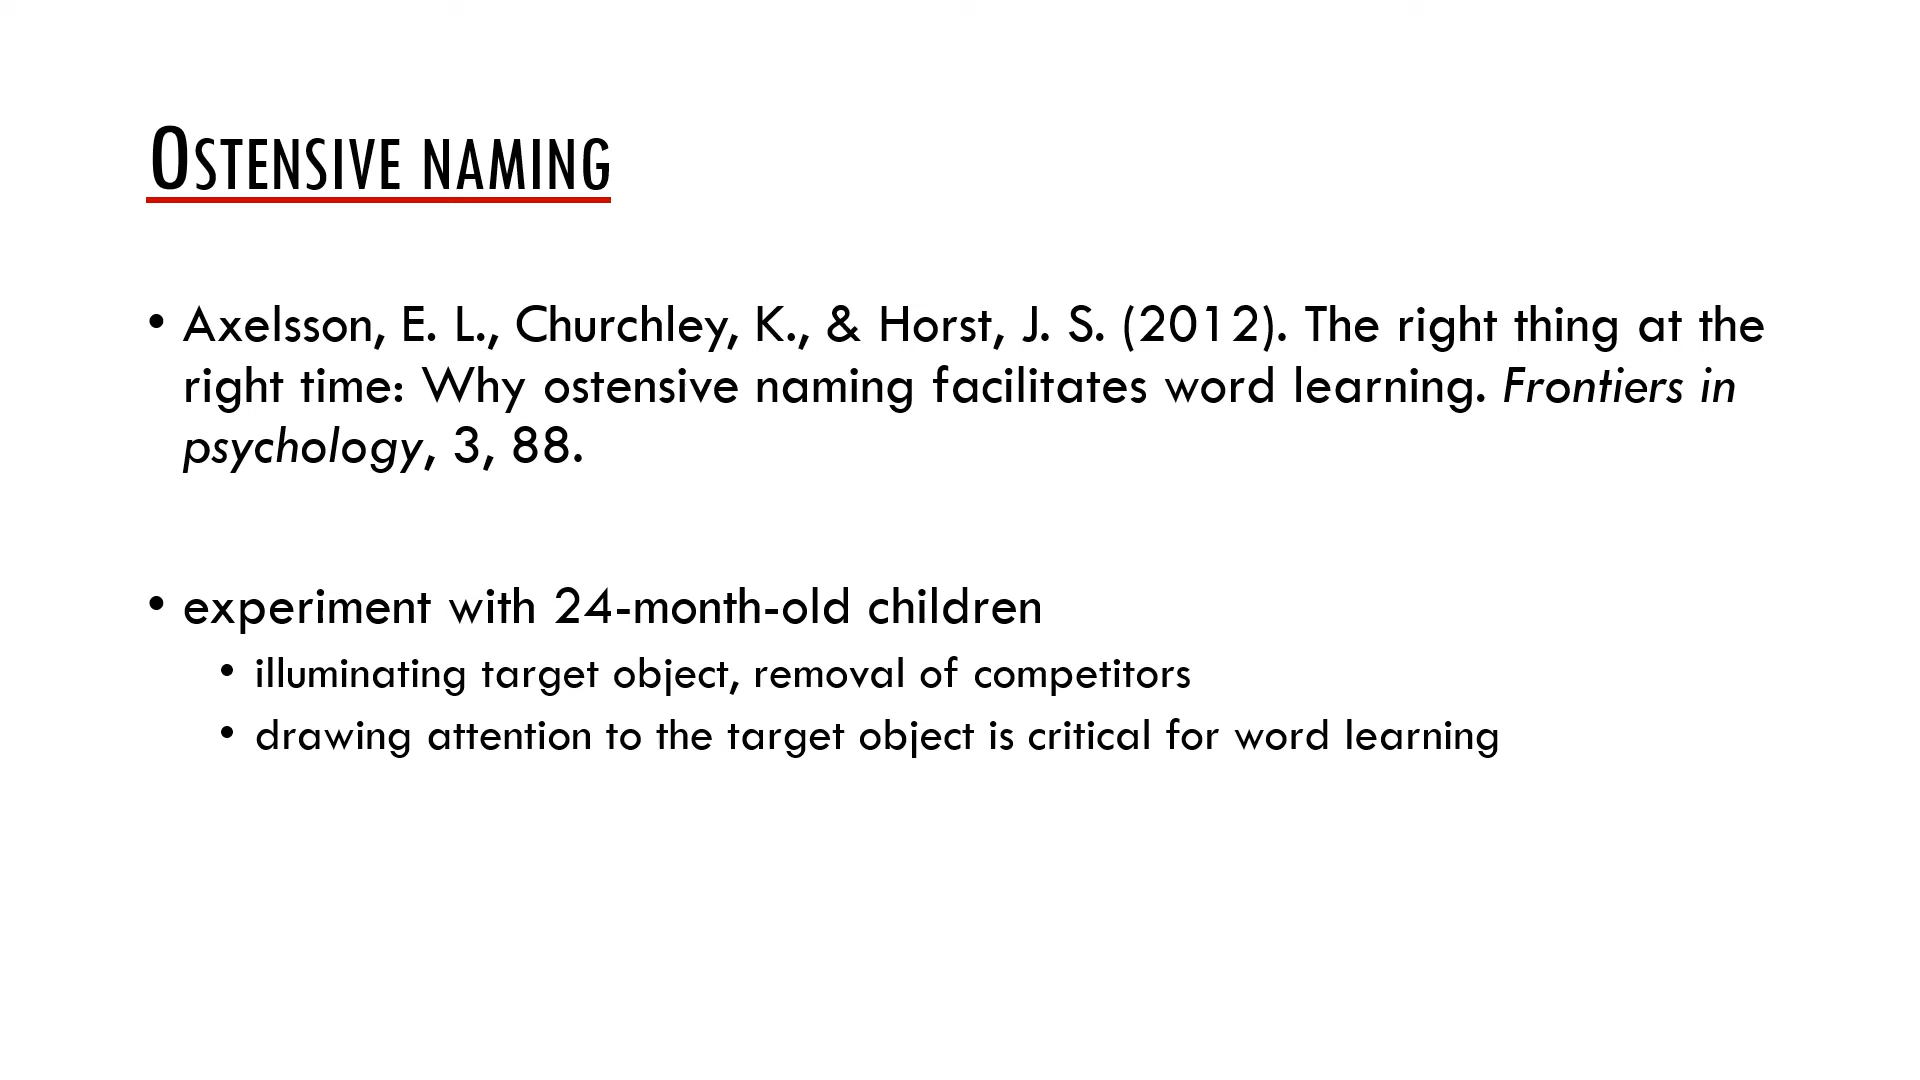 OSTENSIVE NAMING
• Axelsson, E. L., Churchley, K., & Horst, J. S. (2012). The right thing at the
right time: Why ostensive naming facilitates word learning. Frontiers in
psychology, 3, 88.
• experiment with 24-month-old children
• illuminating target object, removal of competitors
• drawing attention to the target object is critical for word learning